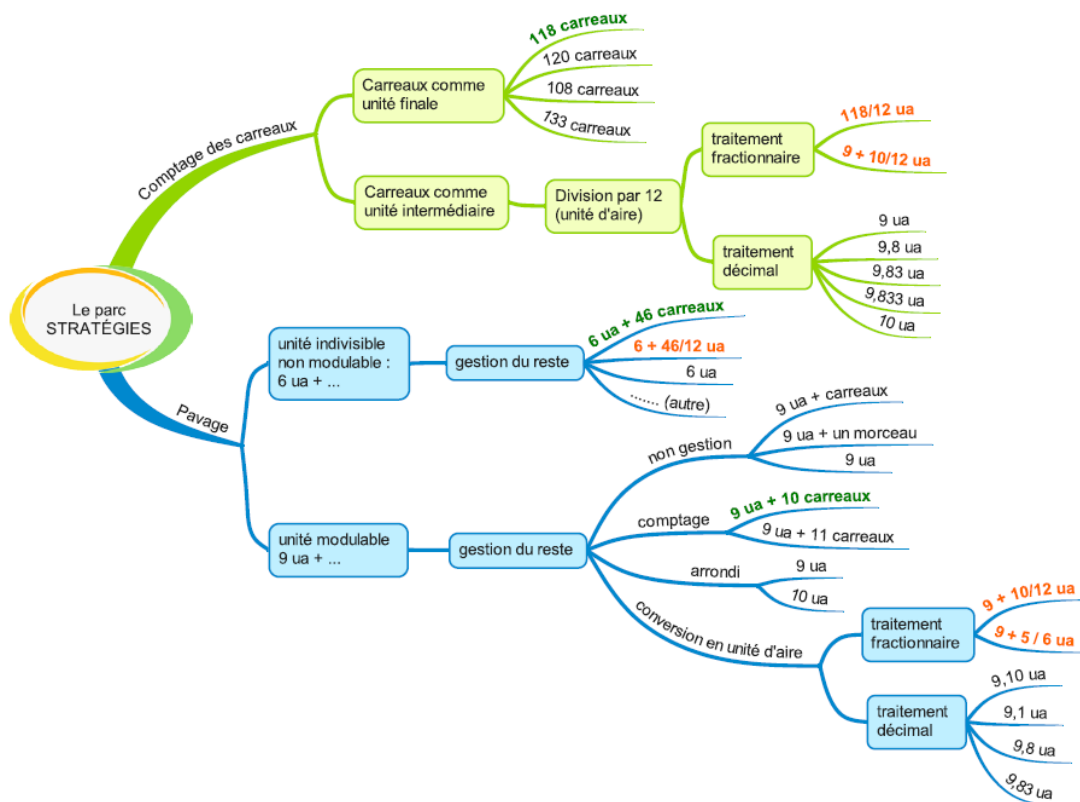 Le parc
STRATÉGIES
Comptage des carreaux
Carreaux comme
unité finale
118 carreaux
120 carreaux
108 carreaux
133 carreaux
Carreaux comme
unité intermédiaire
Division par 12
(unité d'aire)
traitement
fractionnaire
118/12 ua
9 + 10/12 ua
traitement
décimal
9 ua
9,8 ua
9,83 ua
9,833 ua
10 ua
Pavage
unité indivisible
non modulable :
6 ua + ...
gestion du reste
6 ua + 46 carreaux
6 + 46/12 ua
6 ua
....... (autre)
unité modulable
9 ua + ...
gestion du reste
non gestion
9 ua + carreaux
9 ua + un morceau
9 ua
comptage
9 ua + 10 carreaux
9 ua + 11 carreaux
arrondi
9 ua
10 ua
conversion en unité d'aire
traitement
fractionnaire
9 + 10/12 ua
9 + 5 / 6 ua
traitement
décimal
9,10 ua
9,1 ua
9,8 ua
9,83 ua